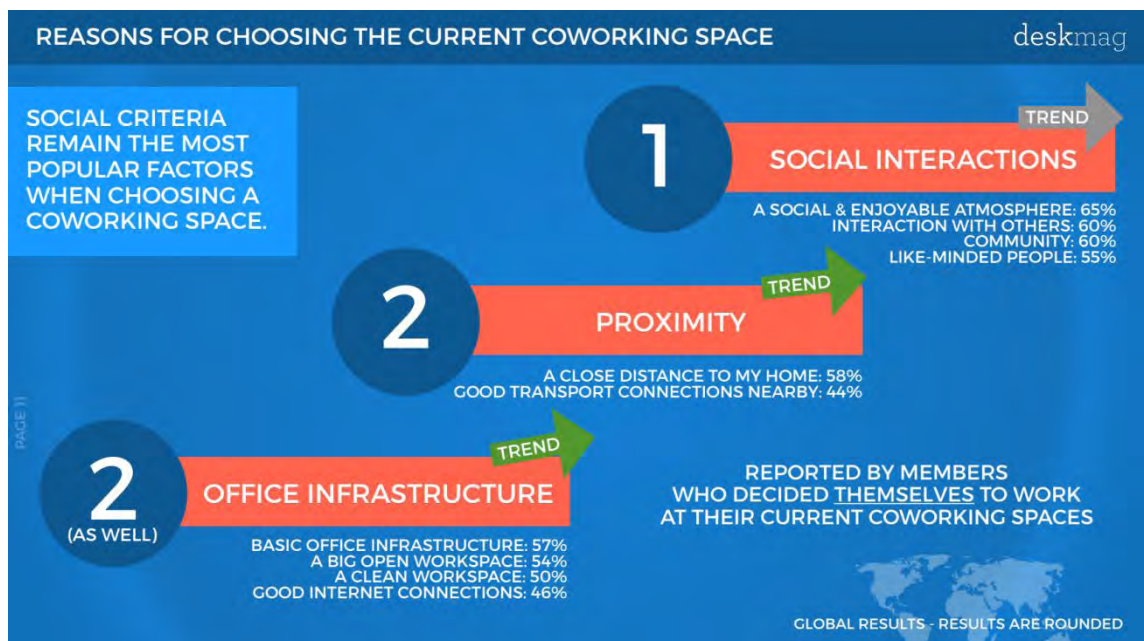 REASONS FOR CHOOSING THE CURRENT COWORKING SPACE
deskmag
SOCIAL CRITERIA
REMAIN THE MOST
POPULAR FACTORS
WHEN CHOOSING A
COWORKING SPACE.
1
TREND
SOCIAL INTERACTIONS
A SOCIAL & ENJOYABLE ATMOSPHERE: 65%
INTERACTION WITH OTHERS: 60%
COMMUNITY: 60%
LIKE-MINDED PEOPLE: 55%
2
TREND
PROXIMITY
A CLOSE DISTANCE TO MY HOME: 58%
GOOD TRANSPORT CONNECTIONS NEARBY: 44%
2
(AS WELL)
TREND
OFFICE INFRASTRUCTURE
BASIC OFFICE INFRASTRUCTURE: 57%
A BIG OPEN WORKSPACE: 54%
A CLEAN WORKSPACE: 50%
GOOD INTERNET CONNECTIONS: 46%
REPORTED BY MEMBERS
WHO DECIDED THEMSELVES TO WORK
AT THEIR CURRENT COWORKING SPACES
GLOBAL RESULTS - RESULTS ARE ROUNDED
PAGE 11